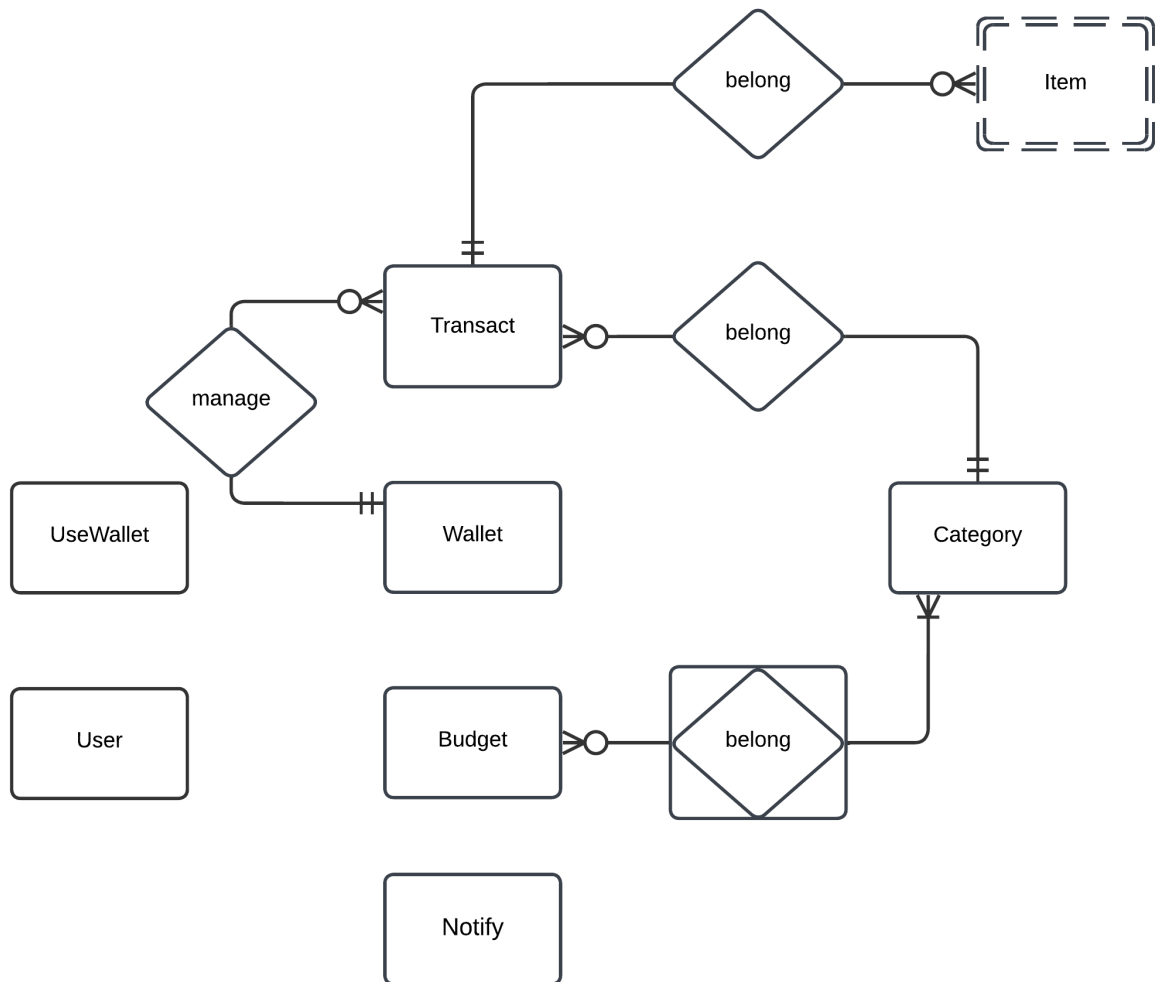 belong
Item
Transact
belong
manage
UseWallet
Wallet
Category
User
Budget
belong
Notify